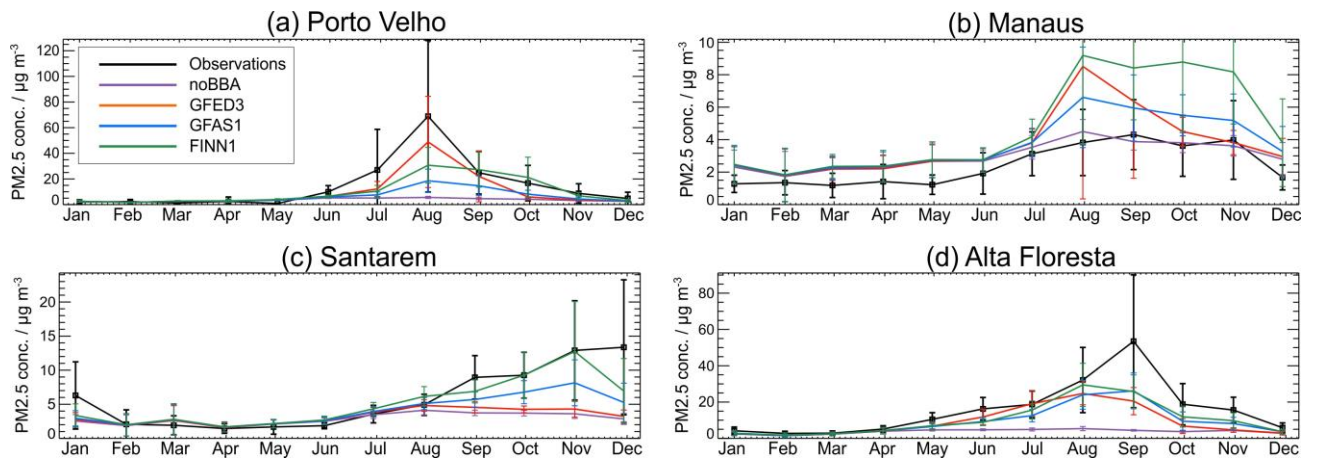 (a) Porto Velho
PM2.5 conc. / µg m⁻³
120
100
80
60
40
20
0
Observations
noBBA
GFED3
GFAS1
FINN1
Jan Feb Mar Apr May Jun Jul Aug Sep Oct Nov Dec
(b) Manaus
PM2.5 conc. / µg m⁻³
10
8
6
4
2
0
Jan Feb Mar Apr May Jun Jul Aug Sep Oct Nov Dec
(c) Santarem
PM2.5 conc. / µg m⁻³
20
15
10
5
0
Jan Feb Mar Apr May Jun Jul Aug Sep Oct Nov Dec
(d) Alta Floresta
PM2.5 conc. / µg m⁻³
80
60
40
20
0
Jan Feb Mar Apr May Jun Jul Aug Sep Oct Nov Dec